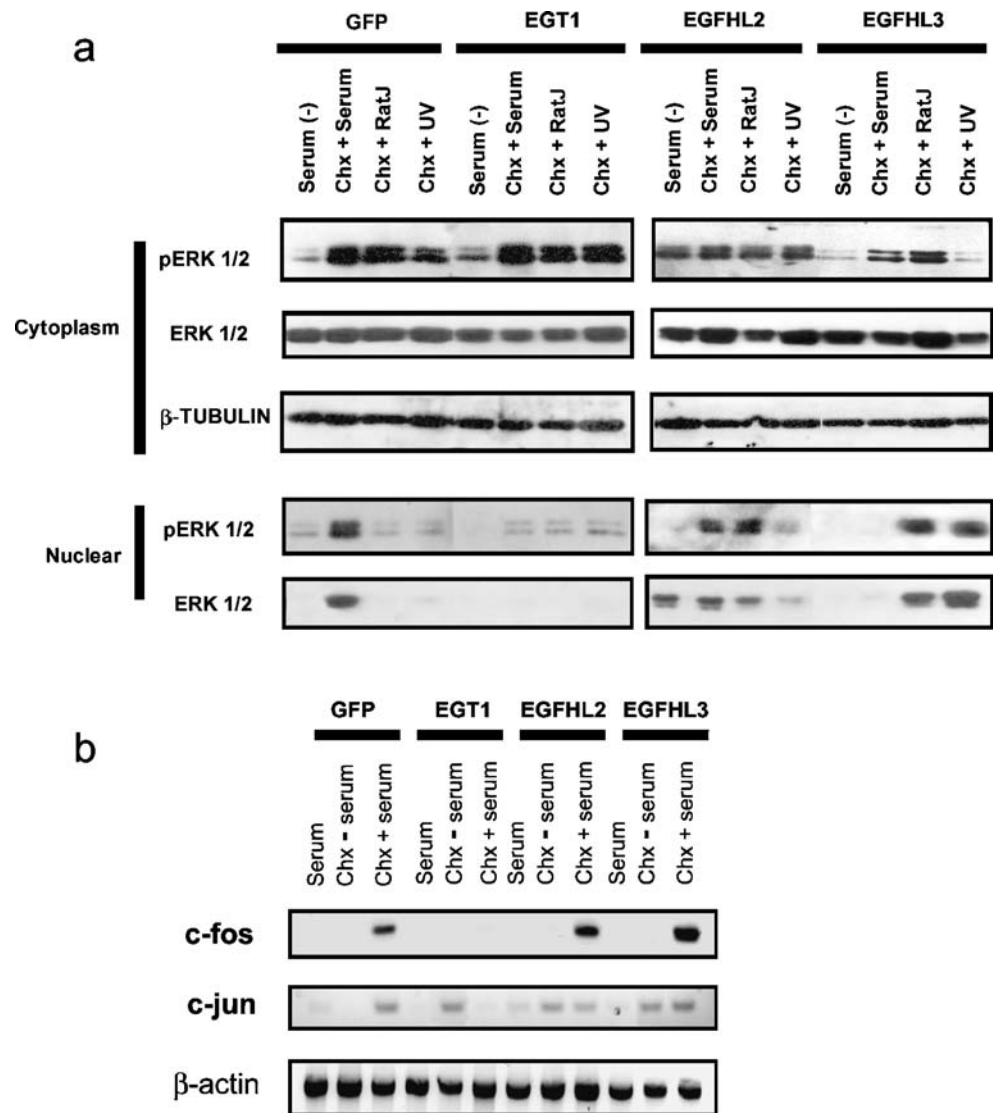 a
GFP EGT1 EGFHL2 EGFHL3
Serum (-) Chx + Serum Chx + RatJ Chx + UV Serum (-) Chx + Serum Chx + RatJ Chx + UV Serum (-) Chx + Serum Chx + RatJ Chx + UV Serum (-) Chx + Serum Chx + RatJ Chx + UV
Cytoplasm
pERK 1/2
ERK 1/2
β-TUBULIN
Nuclear
pERK 1/2
ERK 1/2
b
GFP EGT1 EGFHL2 EGFHL3
Serum Chx - serum Chx + serum Serum Chx - serum Chx + serum Serum Chx - serum Chx + serum Serum Chx - serum Chx + serum
c-fos
c-jun
β-actin